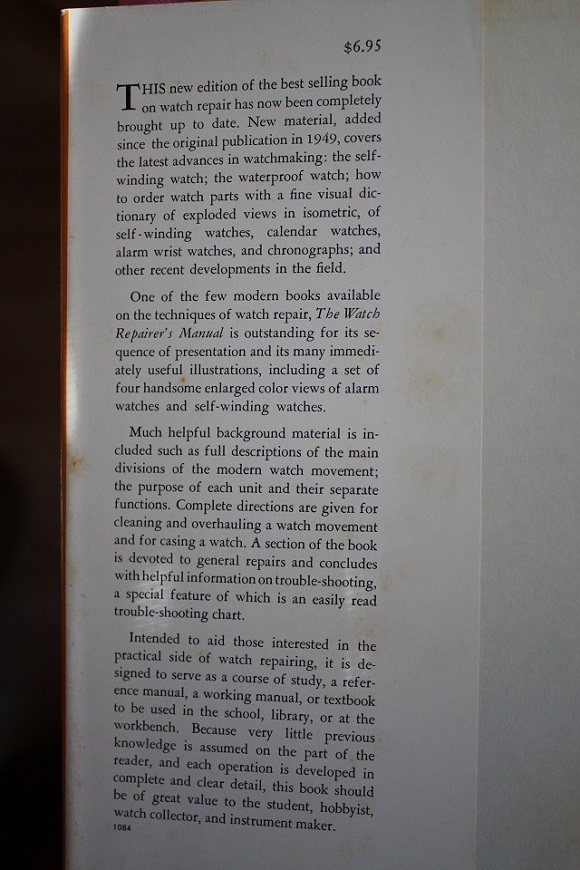 $6.95
THIS new edition of the best selling book
on watch repair has now been completely
brought up to date. New material, added
since the original publication in 1949, covers
the latest advances in watchmaking: the self-
winding watch; the waterproof watch; how
to order watch parts with a fine visual dic-
tionary of exploded views in isometric, of
self-winding watches, calendar watches,
alarm wrist watches, and chronographs; and
other recent developments in the field.
One of the few modern books available
on the techniques of watch repair, The Watch
Repairer's Manual is outstanding for its se-
quence of presentation and its many immedi-
ately useful illustrations, including a set of
four handsome enlarged color views of alarm
watches and self-winding watches.
Much helpful background material is in-
cluded such as full descriptions of the main
divisions of the modern watch movement;
the purpose of each unit and their separate
functions. Complete directions are given for
cleaning and overhauling a watch movement
and for casing a watch. A section of the book
is devoted to general repairs and concludes
with helpful information on trouble-shooting,
a special feature of which is an easily read
trouble-shooting chart.
Intended to aid those interested in the
practical side of watch repairing, it is de-
signed to serve as a course of study, a refer-
ence manual, a working manual, or textbook
to be used in the school, library, or at the
workbench. Because very little previous
knowledge is assumed on the part of the
reader, and each operation is developed in
complete and clear detail, this book should
be of great value to the student, hobbyist,
watch collector, and instrument maker.
1084